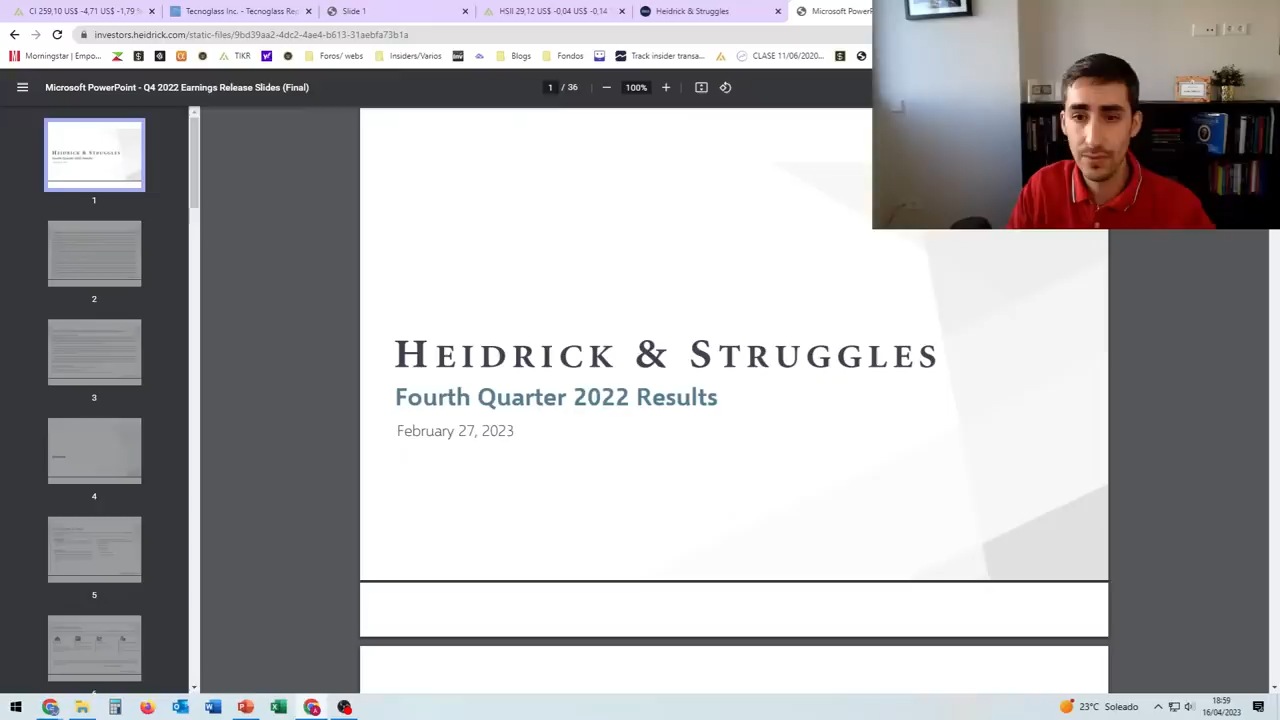 CI 259,10 US$ -4,71 US$ -1,79 %
Tecnoglass Inc. - Tecnoglass Rep
Slide 1
HSII 29,12 US$ -0,04 US$ -0,14
Heidrick & Struggles
Microsoft PowerP
investors.heidrick.com/static-files/9bd39aa2-4dc2-4ae4-b613-31aebfa73b1a
Morningstar | Empo...
TIKR
Foros/ webs
Insiders/Varios
Blogs
Fondos
Track insider transa...
CLASE 11/06/2020...
Microsoft PowerPoint - Q4 2022 Earnings Release Slides (Final)
1 / 36
100%
1
2
3
4
5
HEIDRICK & STRUGGLES
Fourth Quarter 2022 Results
February 27, 2023
23°C Soleado
18:59
16/04/2023